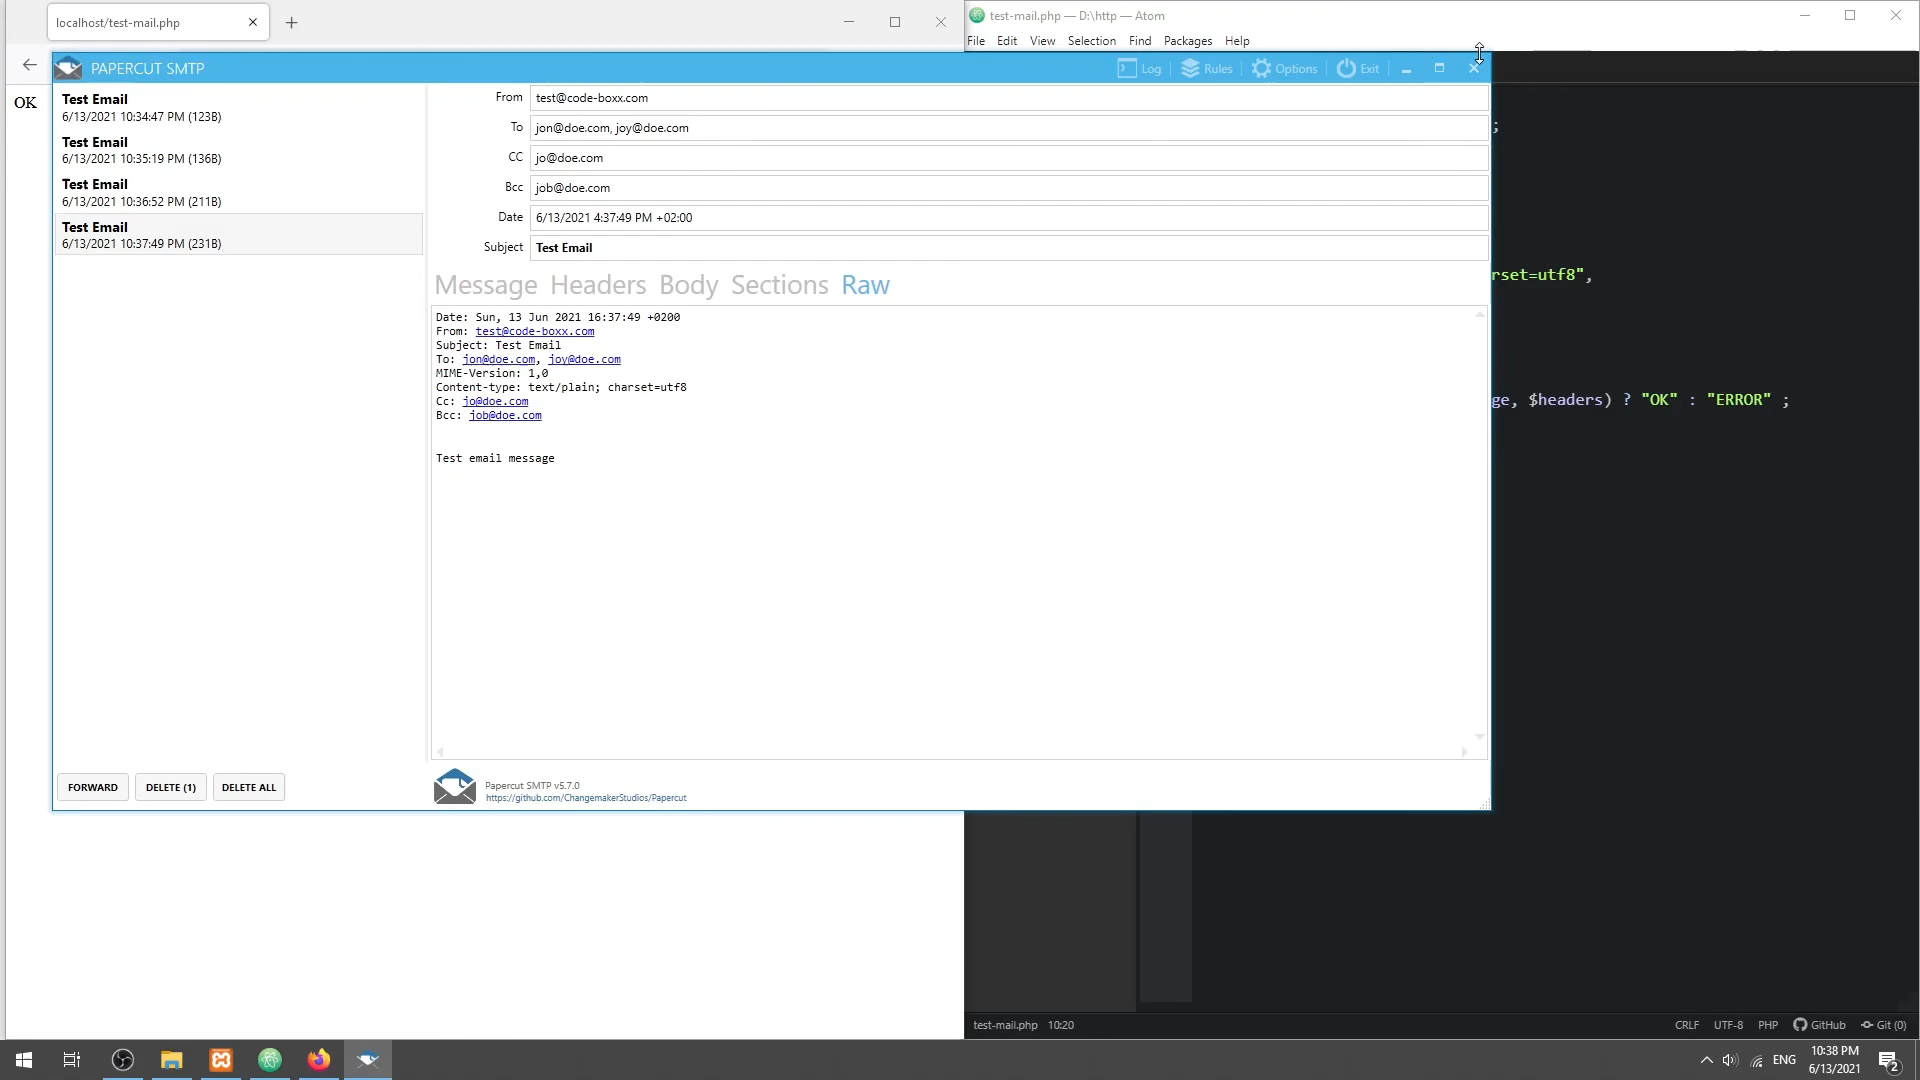 localhost/test-mail.php
test-mail.php — D:\http — Atom
File Edit View Selection Find Packages Help
OK
PAPERCUT SMTP
Log Rules Options Exit
Test Email
6/13/2021 10:34:47 PM (123B)
Test Email
6/13/2021 10:35:19 PM (136B)
Test Email
6/13/2021 10:36:52 PM (211B)
Test Email
6/13/2021 10:37:49 PM (231B)
From test@code-boxx.com
To jon@doe.com, joy@doe.com
CC jo@doe.com
Bcc job@doe.com
Date 6/13/2021 4:37:49 PM +02:00
Subject Test Email
Message Headers Body Sections Raw
Date: Sun, 13 Jun 2021 16:37:49 +0200
From: test@code-boxx.com
Subject: Test Email
To: jon@doe.com, joy@doe.com
MIME-Version: 1,0
Content-type: text/plain; charset=utf8
Cc: jo@doe.com
Bcc: job@doe.com
Test email message
FORWARD DELETE (1) DELETE ALL
Papercut SMTP v5.7.0
https://github.com/ChangemakerStudios/Papercut
;
rset=utf8",
ge, $headers) ? "OK" : "ERROR" ;
test-mail.php 10:20
CRLF UTF-8 PHP GitHub Git (0)
ENG
10:38 PM
6/13/2021
2